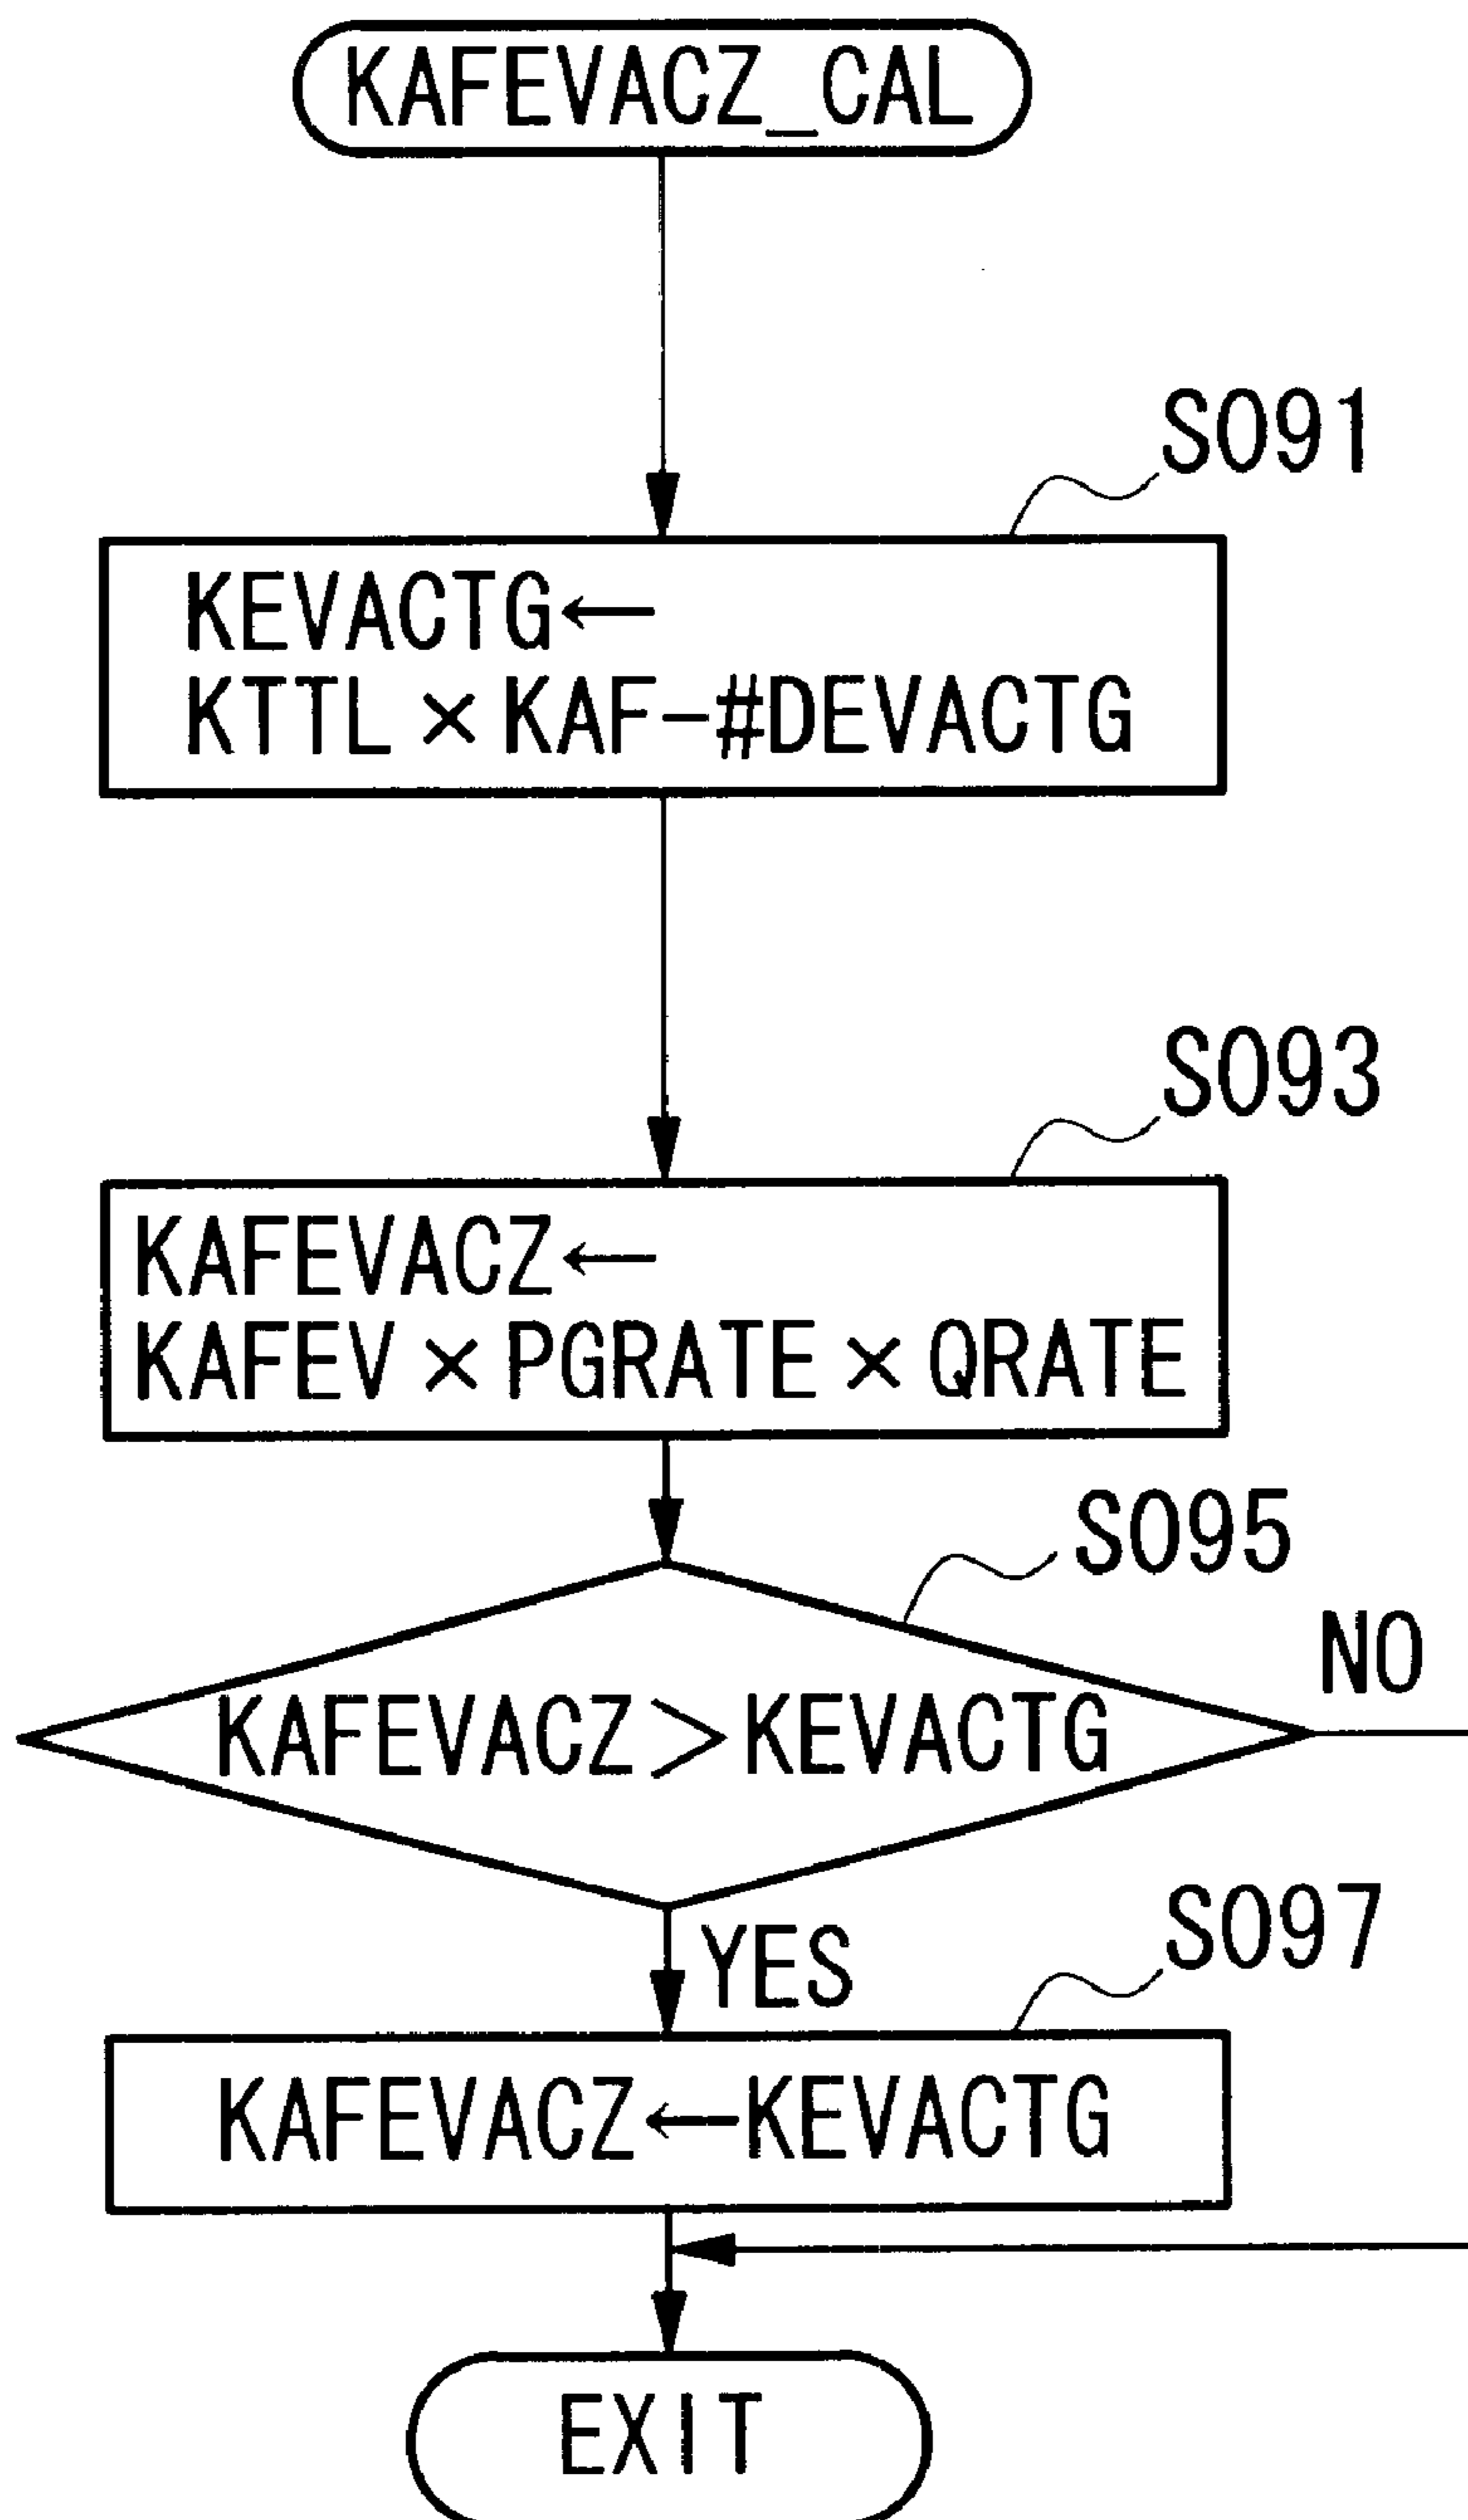 KAFEVACZ_CAL
S091
KEVACTG←
KTTL×KAF-#DEVACTG
S093
KAFEVACZ←
KAFEV×PGRATE×QRATE
S095
NO
KAFEVACZ>KEVACTG
YES
S097
KAFEVACZ←KEVACTG
EXIT